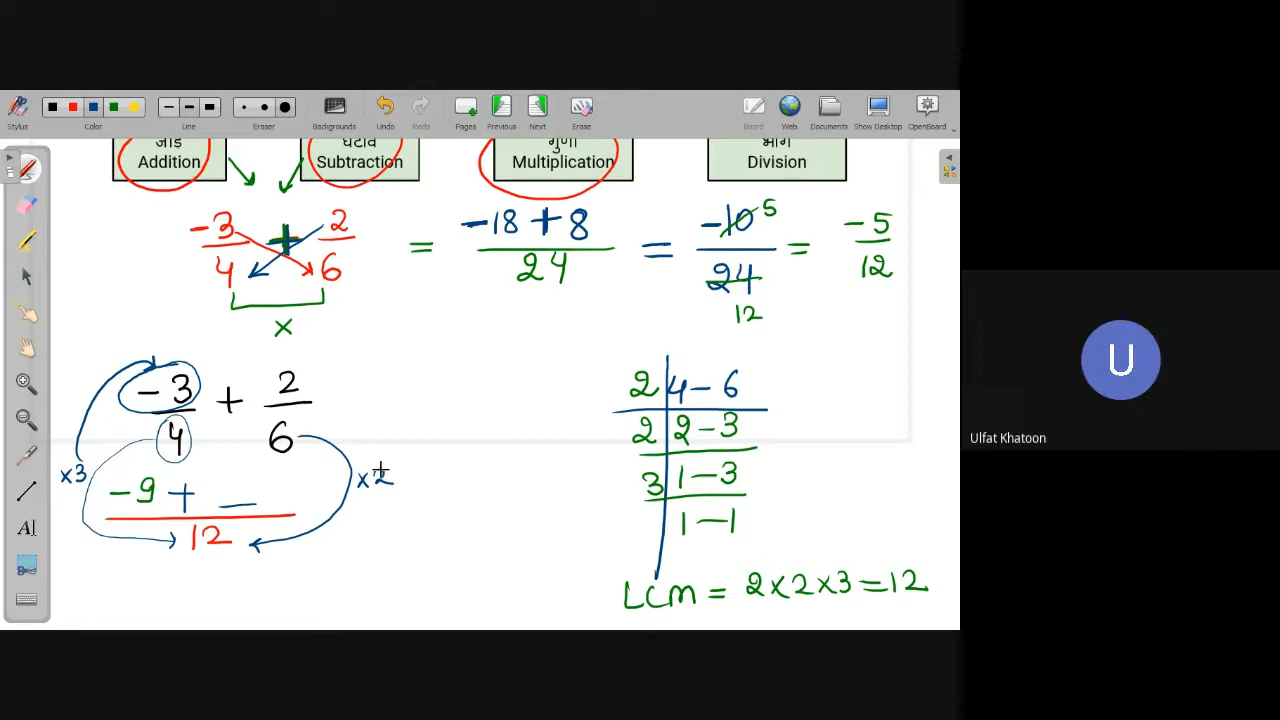 Stylus Color Line Eraser Backgrounds Undo Redo Pages Previous Next Erase Board Web Documents Show Desktop OpenBoard
जोड़ घटाव गुणा भाग
Addition Subtraction Multiplication Division
-3/4 + 2/6 = -18 + 8/24 = -10/24 = -5/12
5
12
x
-3/4 + 2/6
x3
x2
-9 + _/12
2 | 4 - 6
2 | 2 - 3
3 | 1 - 3
1 - 1
LCM = 2 x 2 x 3 = 12
U
Ulfat Khatoon